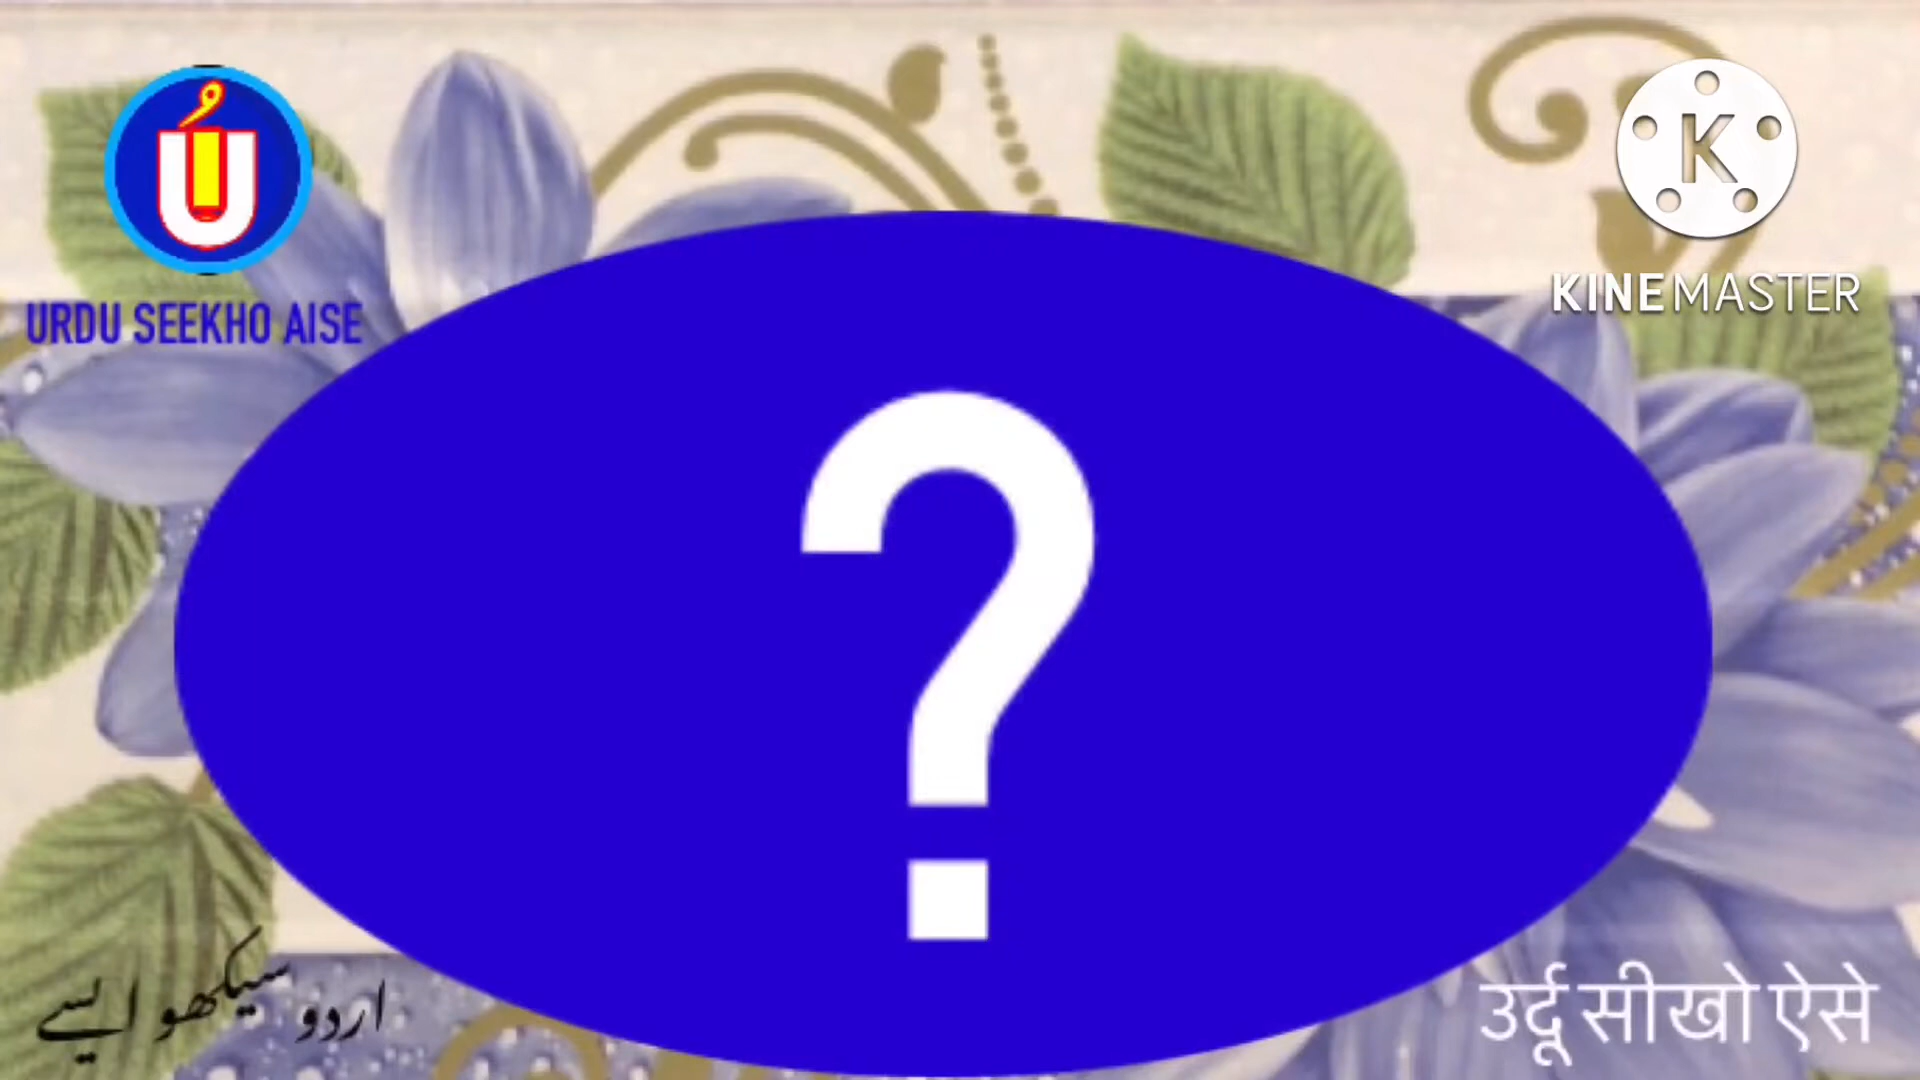 URDU SEEKHO AISE
K
KINEMASTER
?
اردو سیکھو ایسے
उर्दू सीखो ऐसे